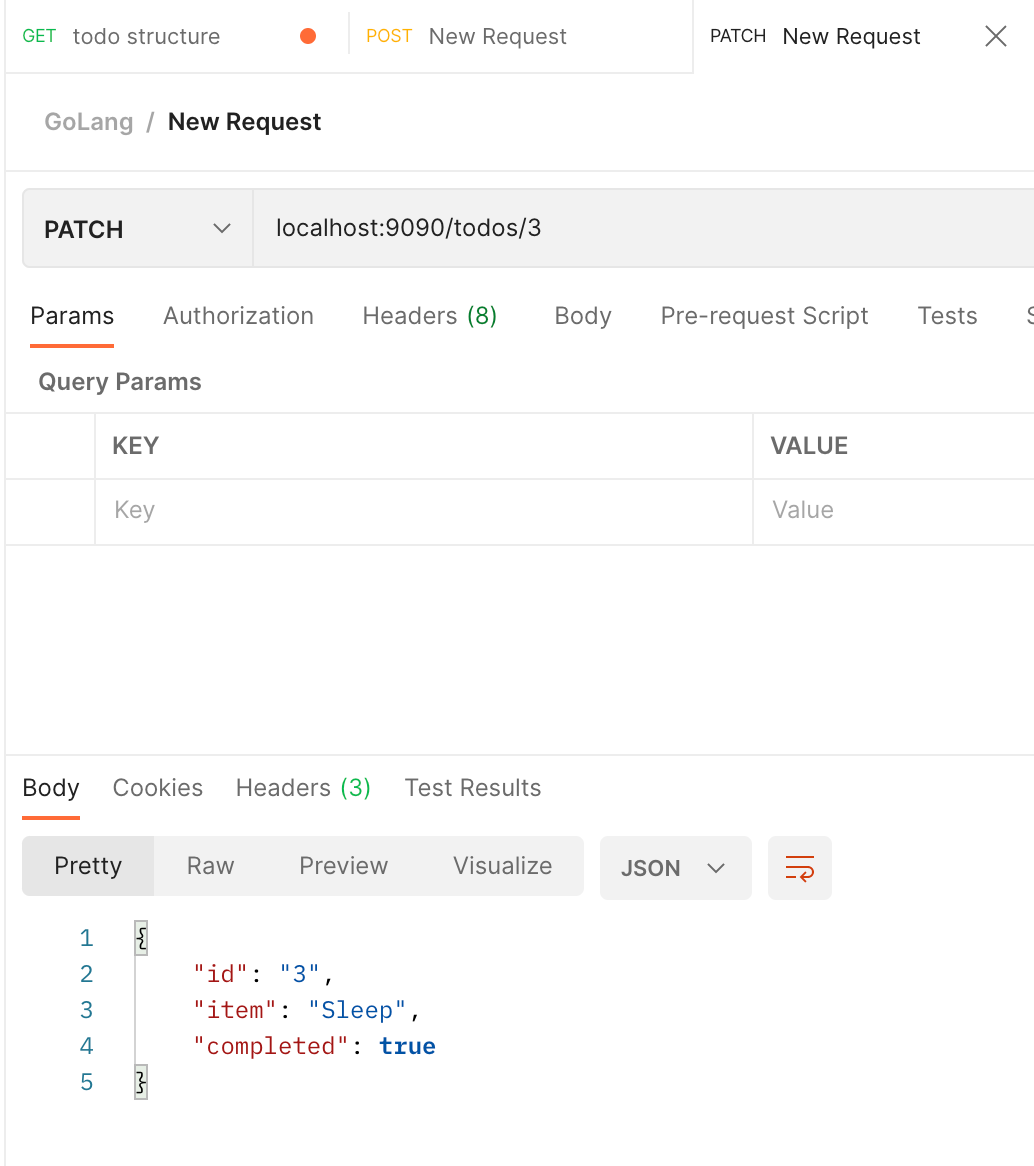 GET todo structure POST New Request PATCH New Request
GoLang / New Request
PATCH localhost:9090/todos/3
Params Authorization Headers (8) Body Pre-request Script Tests
Query Params
KEY VALUE
Key Value
Body Cookies Headers (3) Test Results
Pretty Raw Preview Visualize JSON
1 {
2 "id": "3",
3 "item": "Sleep",
4 "completed": true
5 }